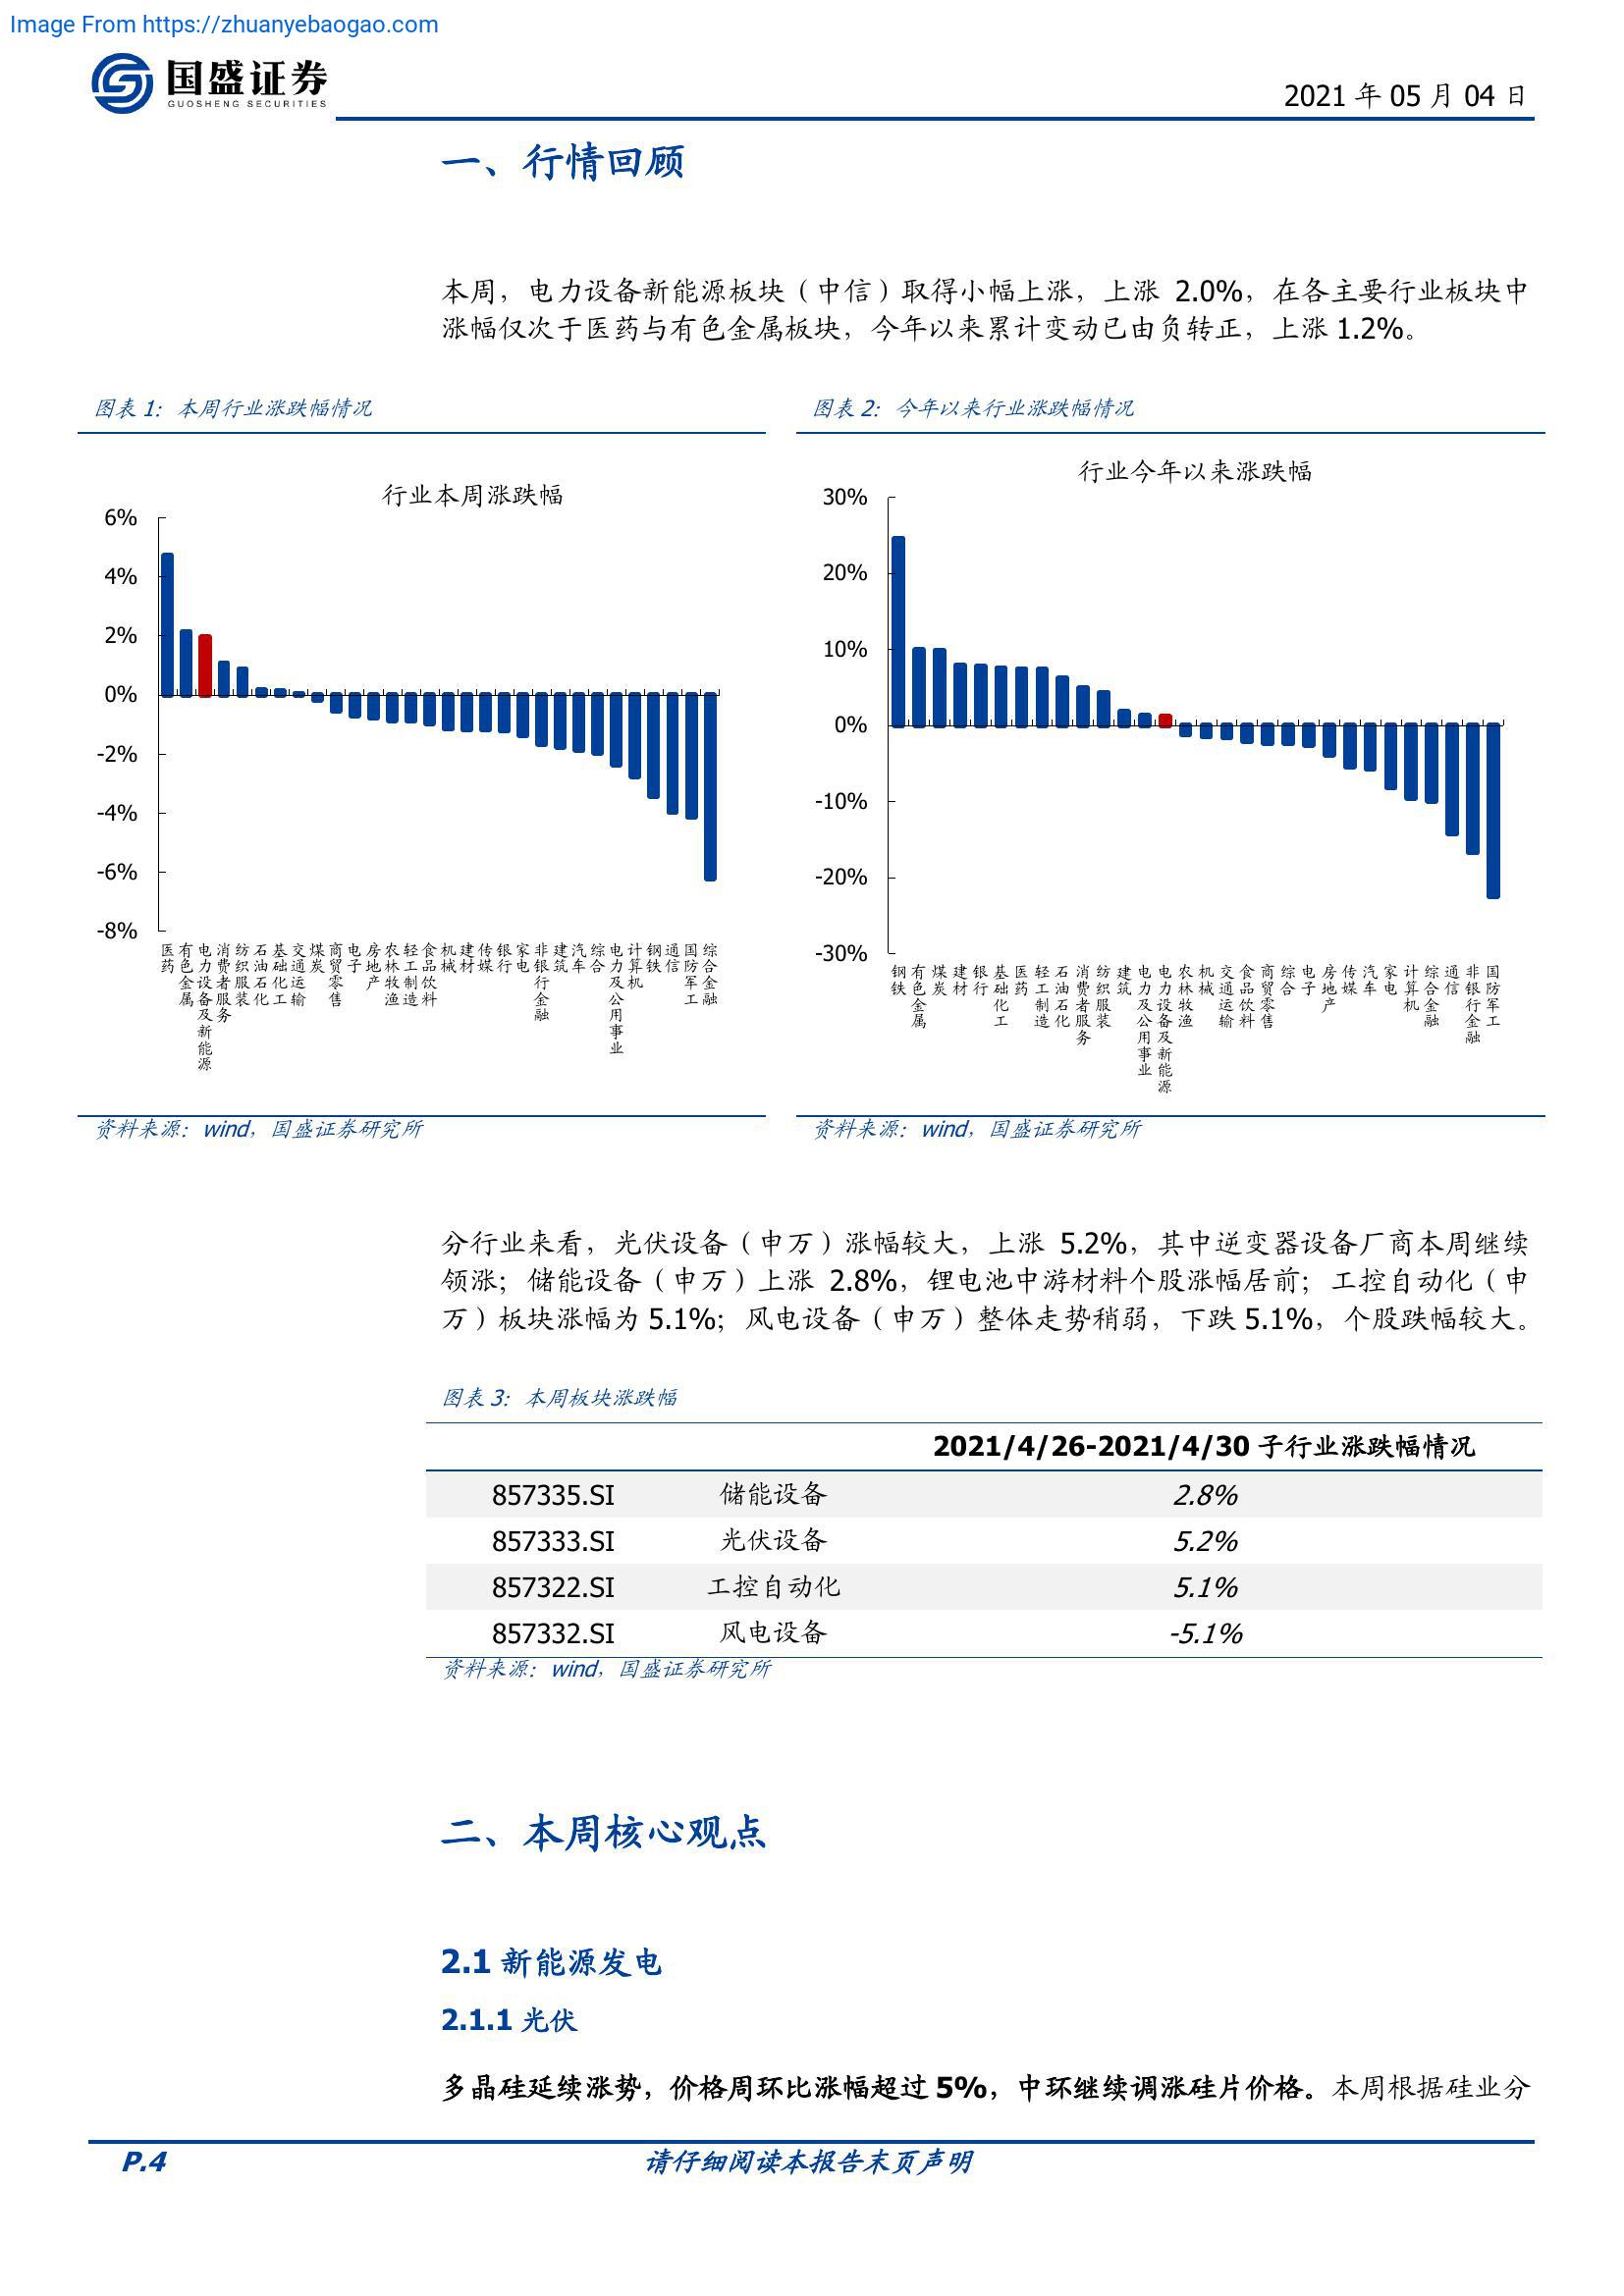 Image From https://zhuanyebaogao.com
国盛证券
GUOSHENG SECURITIES
2021 年 05 月 04 日
一、行情回顾
本周，电力设备新能源板块（中信）取得小幅上涨，上涨 2.0%，在各主要行业板块中
涨幅仅次于医药与有色金属板块，今年以来累计变动已由负转正，上涨 1.2%。
图表 1：本周行业涨跌幅情况
行业本周涨跌幅
6%
4%
2%
0%
-2%
-4%
-6%
-8%
医药
有色金属
电力设备及新能源
消费者服务
纺织服装
石油石化
基础化工
交通运输
煤炭
商贸零售
电子
房地产
农林牧渔
轻工制造
食品饮料
机械
建材
传媒
银行
家电
非银行金融
建筑
汽车
综合
电力及公用事业
计算机
钢铁
通信
国防军工
综合金融
资料来源：wind，国盛证券研究所
图表 2：今年以来行业涨跌幅情况
行业今年以来涨跌幅
30%
20%
10%
0%
-10%
-20%
-30%
钢铁
有色金属
煤炭
建材
银行
基础化工
医药
轻工制造
石油石化
消费者服务
纺织服装
建筑
电力及公用事业
电力设备及新能源
农林牧渔
机械
交通运输
食品饮料
商贸零售
综合
电子
房地产
传媒
汽车
家电
计算机
综合金融
通信
非银行金融
国防军工
资料来源：wind，国盛证券研究所
分行业来看，光伏设备（申万）涨幅较大，上涨 5.2%，其中逆变器设备厂商本周继续
领涨；储能设备（申万）上涨 2.8%，锂电池中游材料个股涨幅居前；工控自动化（申
万）板块涨幅为 5.1%；风电设备（申万）整体走势稍弱，下跌 5.1%，个股跌幅较大。
图表 3：本周板块涨跌幅
2021/4/26-2021/4/30 子行业涨跌幅情况
857335.SI 储能设备 2.8%
857333.SI 光伏设备 5.2%
857322.SI 工控自动化 5.1%
857332.SI 风电设备 -5.1%
资料来源：wind，国盛证券研究所
二、本周核心观点
2.1 新能源发电
2.1.1 光伏
多晶硅延续涨势，价格周环比涨幅超过 5%，中环继续调涨硅片价格。本周根据硅业分
P.4
请仔细阅读本报告末页声明